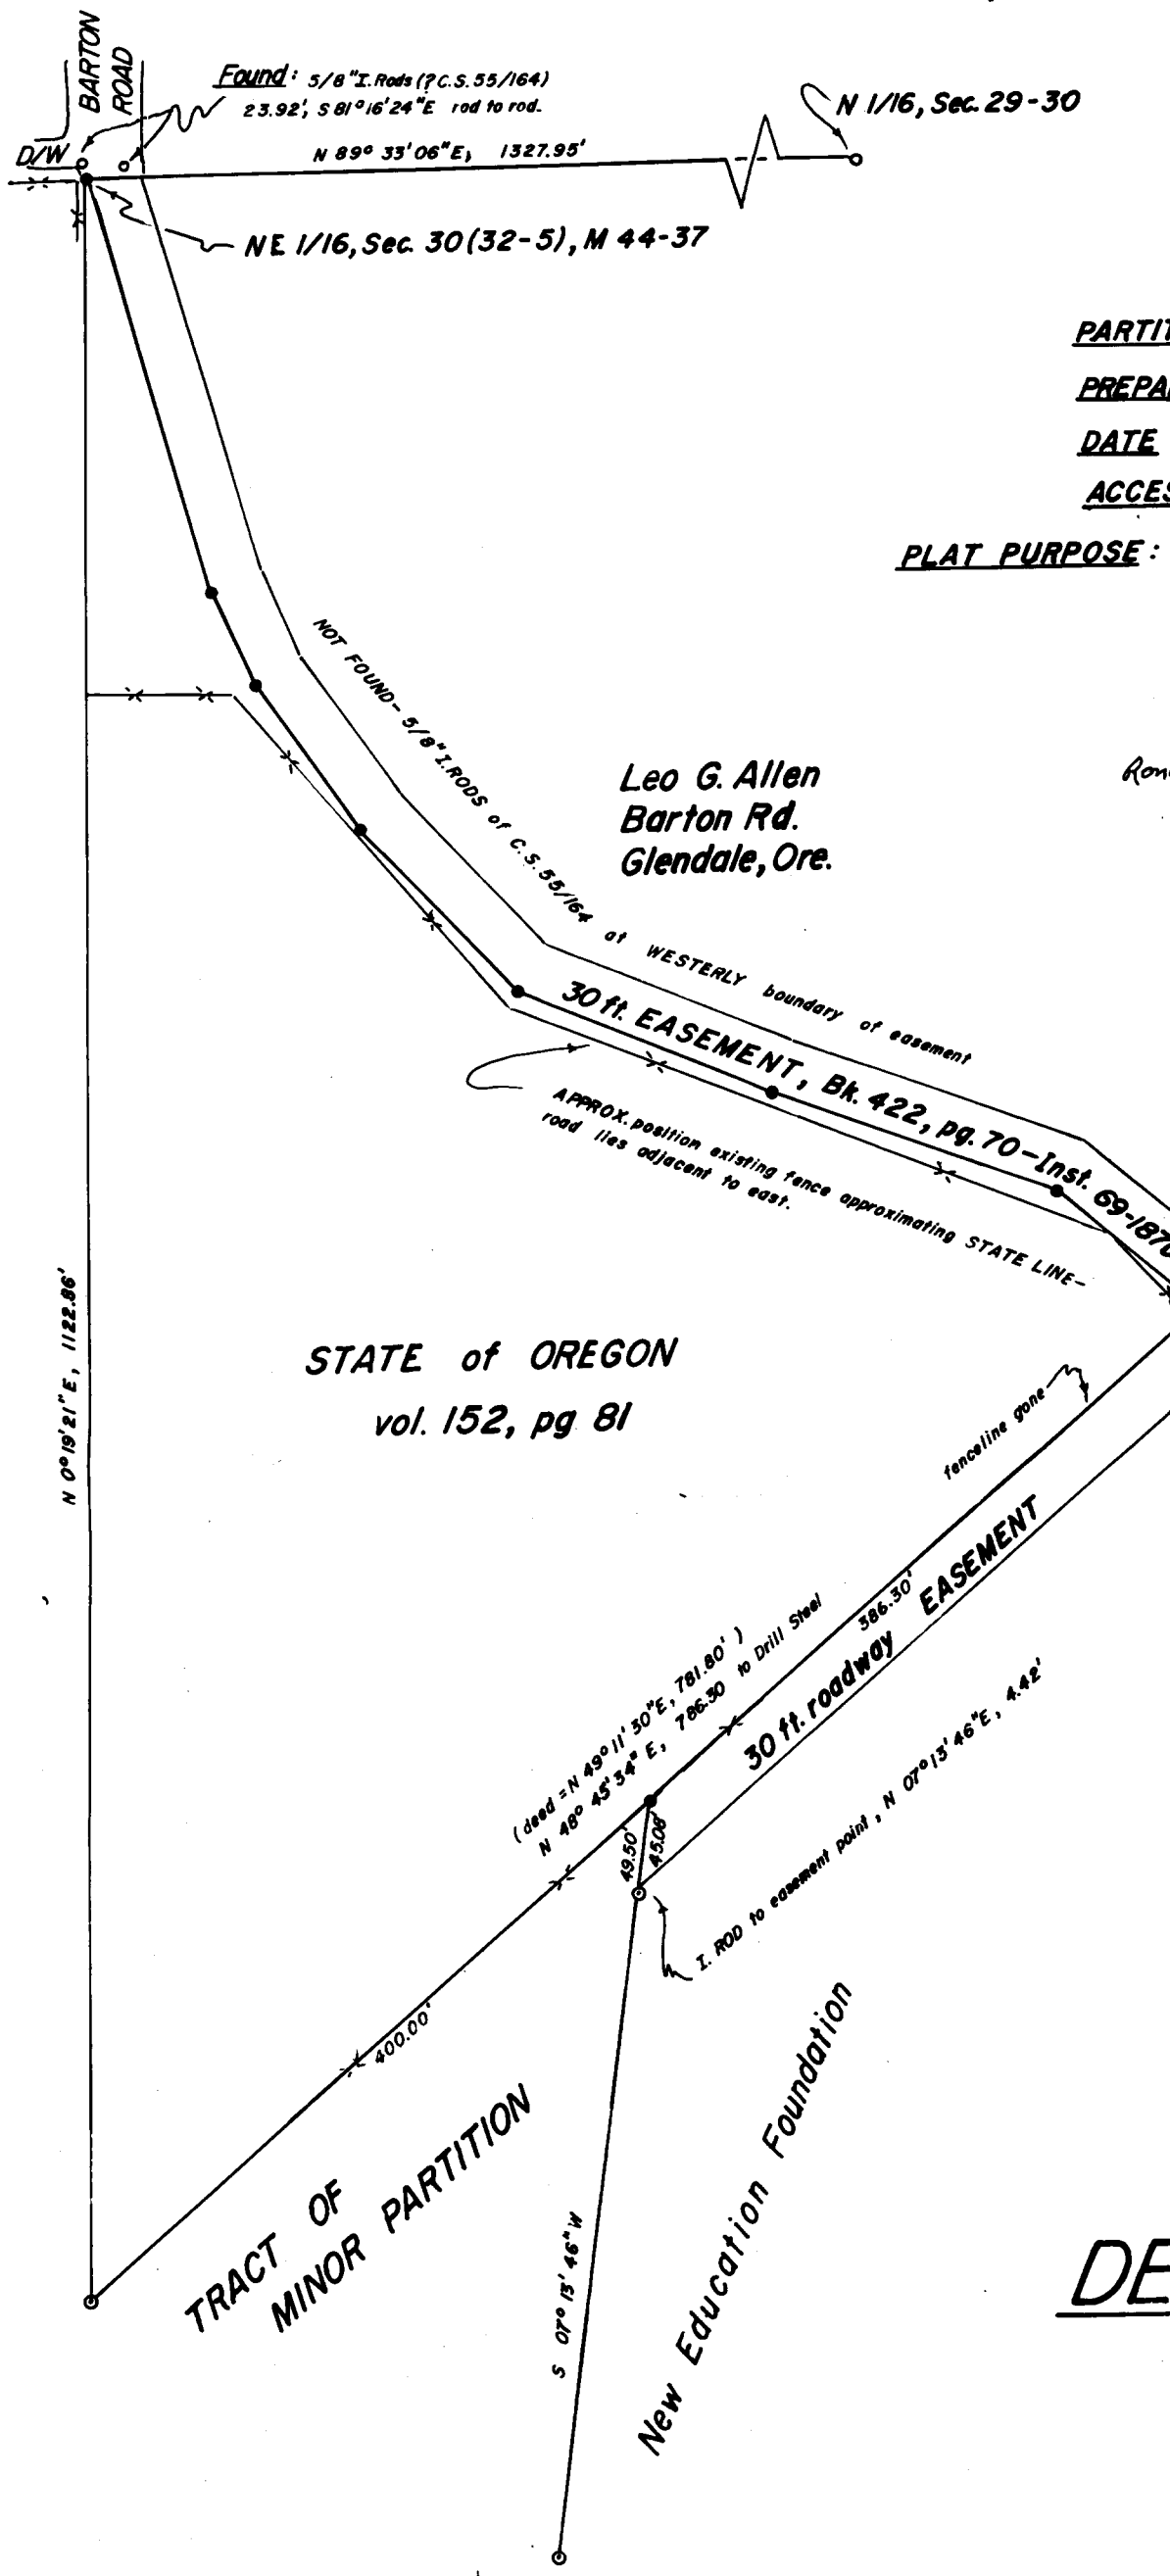 BARTON
ROAD
Found: 5/8" I. Rods (? C.S. 55/164)
23.92', S 81° 16' 24" E rod to rod.
N 1/16, Sec. 29-30
D/W
N 89° 33' 06" E, 1327.95'
NE 1/16, Sec. 30 (32-5), M 44-37
PARTIT
PREPA
DATE
ACCES
PLAT PURPOSE:
NOT FOUND - 5/8" I. RODS of C.S. 55/164 at WESTERLY boundary of easement
Leo G. Allen
Barton Rd.
Glendale, Ore.
30 ft. EASEMENT, Bk. 422, pg. 70 - Inst. 69-1870
APPROX. position existing fence approximating STATE LINE -
road lies adjacent to east.
N 0° 19' 21" E, 1122.86'
STATE of OREGON
vol. 152, pg 81
fenceline gone
386.30'
30 ft. roadway EASEMENT
(deed = N 49° 11' 30" E, 781.80')
N 48° 45' 34" E, 786.30 to Drill Steel
49.50'
45.08'
I. ROD to easement point, N 07° 13' 46" E, 4.42'
400.00'
TRACT OF
MINOR PARTITION
S 07° 13' 46" W
New Education Foundation
DE